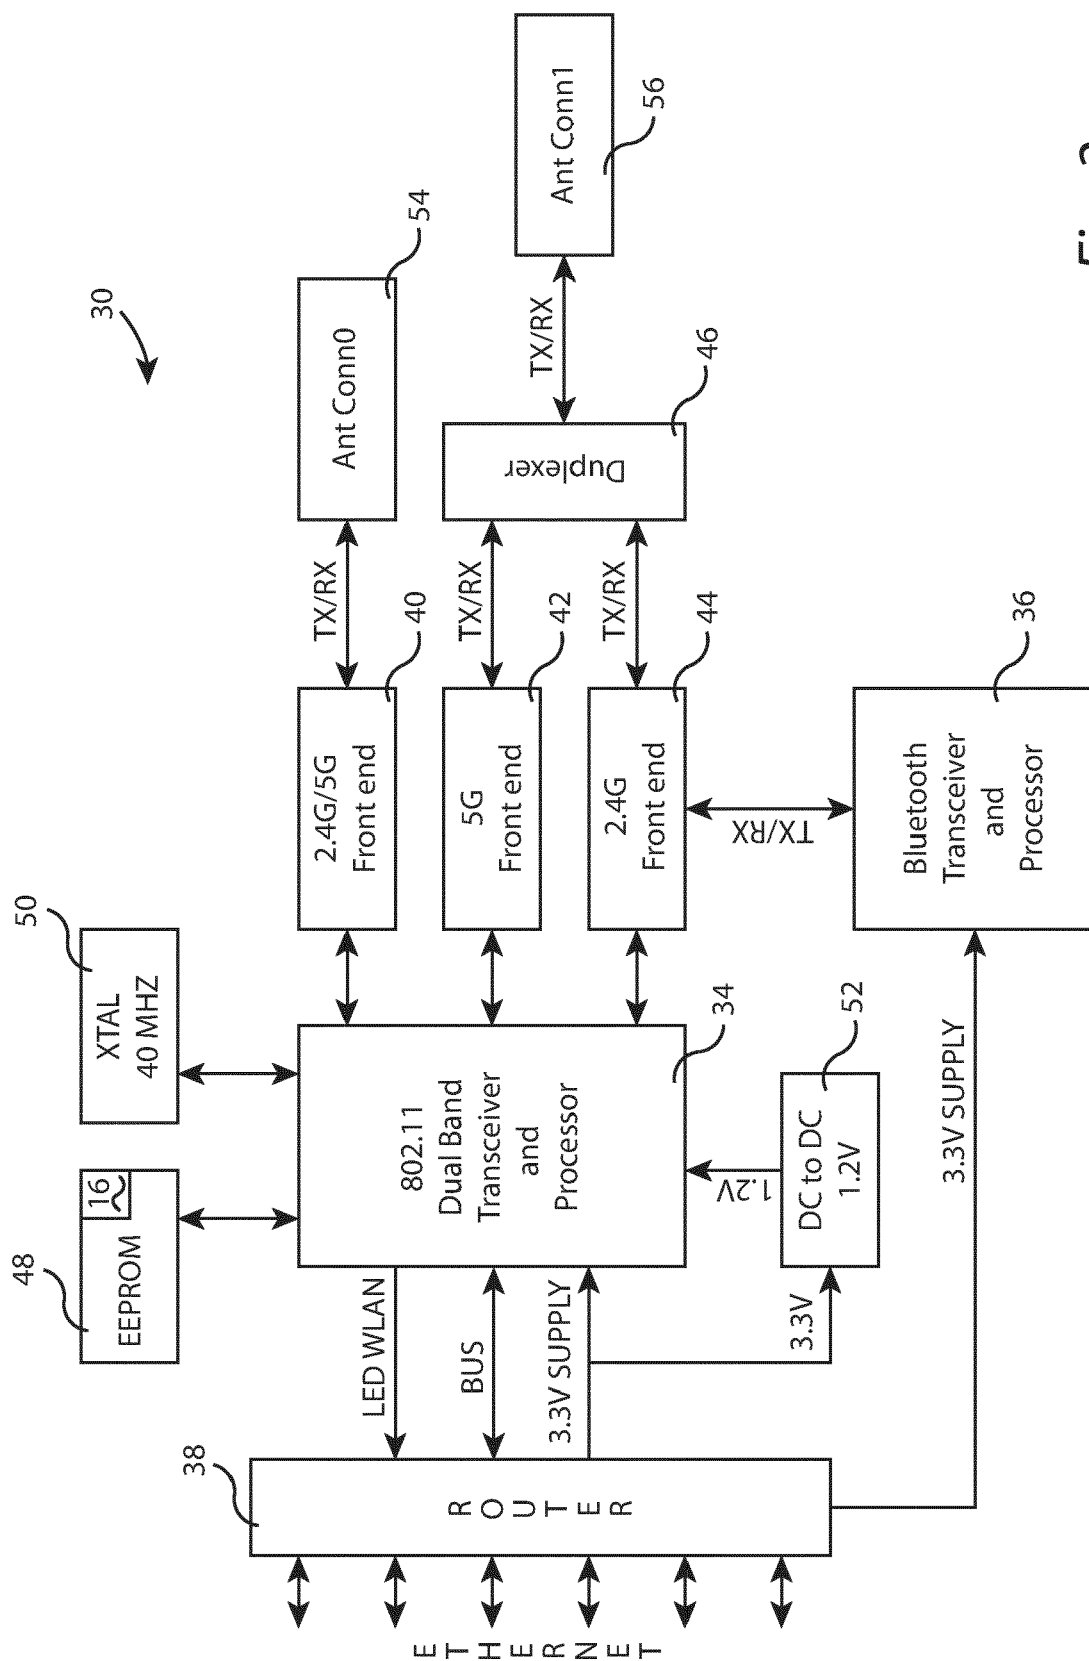 30
50
XTAL
40 MHZ
48
EEPROM
16
38
ROUTER
ETHERNET
LED WLAN
BUS
3.3V SUPPLY
3.3V
802.11
Dual Band
Transceiver
and
Processor
34
1.2V
DC to DC
1.2V
52
3.3V SUPPLY
2.4G/5G
Front end
40
TX/RX
Ant Conn0
54
5G
Front end
42
TX/RX
2.4G
Front end
44
TX/RX
Duplexer
46
TX/RX
Ant Conn1
56
TX/RX
Bluetooth
Transceiver
and
Processor
36